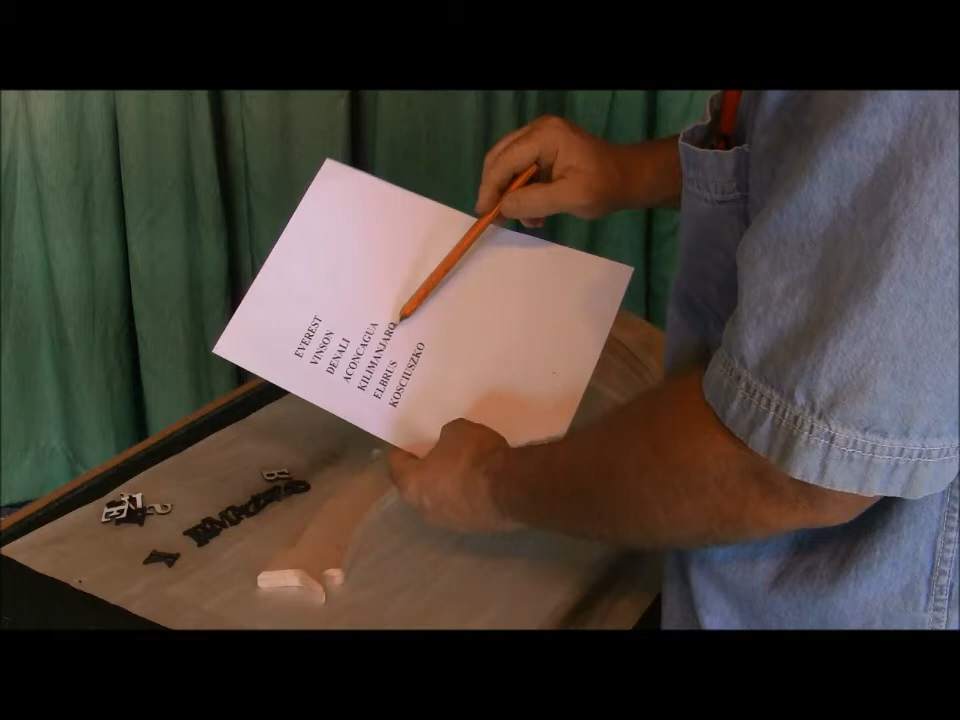 EVEREST
VINSON
DENALI
ACONCAGUA
KILIMANJARO
ELBRUS
KOSCIUSZKO